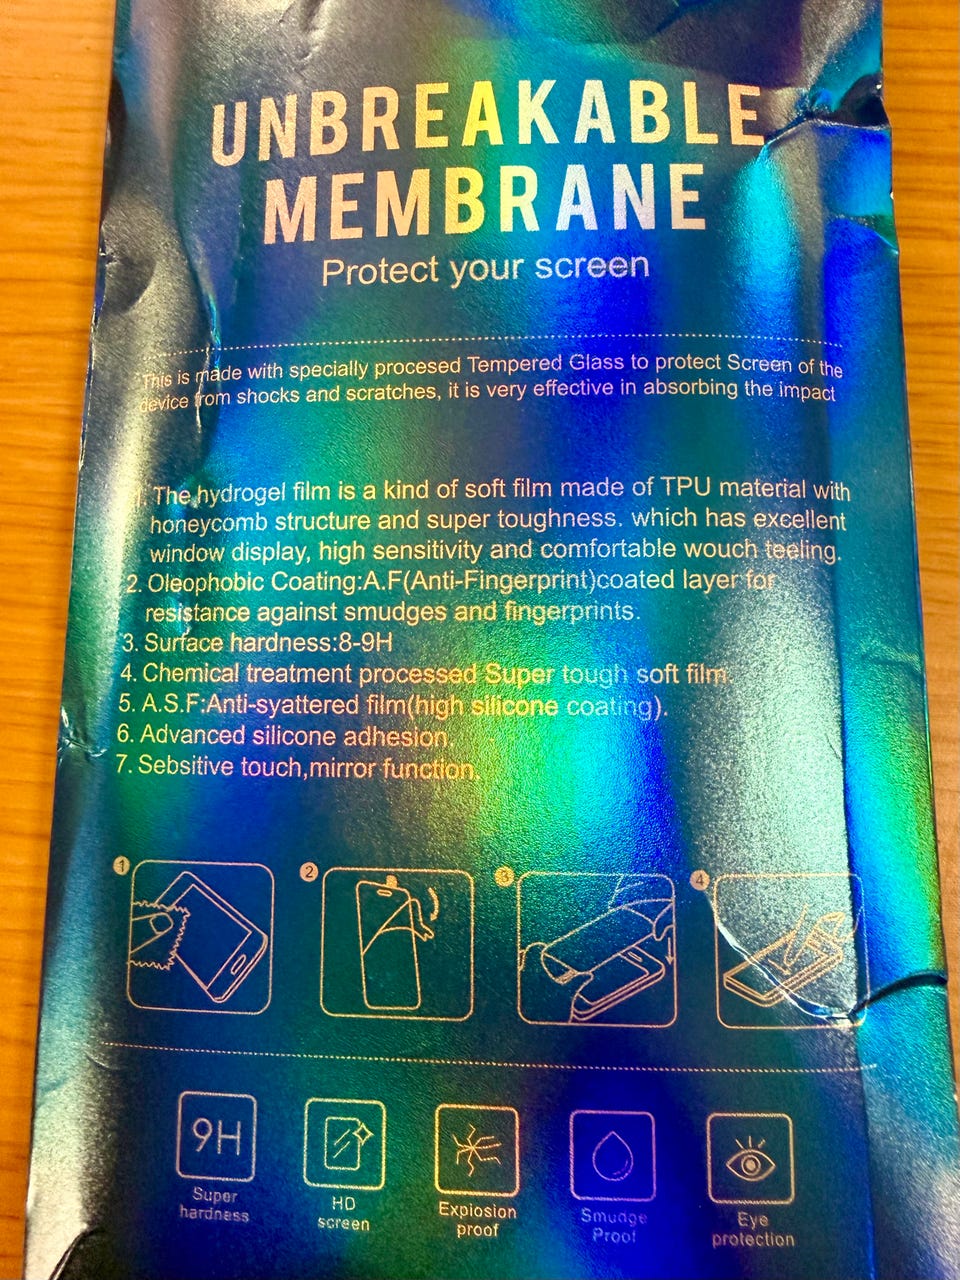 UNBREAKABLE
MEMBRANE
Protect your screen
This is made with specially procesed Tempered Glass to protect Screen of the
device from shocks and scratches, it is very effective in absorbing the impact
The hydrogel film is a kind of soft film made of TPU material with
honeycomb structure and super toughness. which has excellent
window display, high sensitivity and comfortable wouch teeling.
2. Oleophobic Coating:A.F(Anti-Fingerprint)coated layer for
resistance against smudges and fingerprints.
3. Surface hardness:8-9H
4. Chemical treatment processed Super tough soft film.
5. A.S.F:Anti-syattered film(high silicone coating).
6. Advanced silicone adhesion.
7. Sebsitive touch,mirror function.
1 2 3 4
9H
Super
hardness
HD
screen
Expiosion
proof
Smudge
Proof
Eye
protection